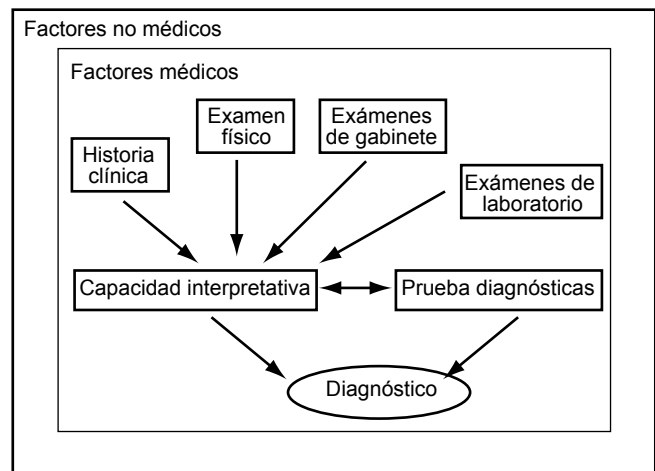 Factores no médicos
Factores médicos
Examen
físico
Exámenes
de gabinete
Historia
clínica
Exámenes de
laboratorio
Capacidad interpretativa
Prueba diagnósticas
Diagnóstico